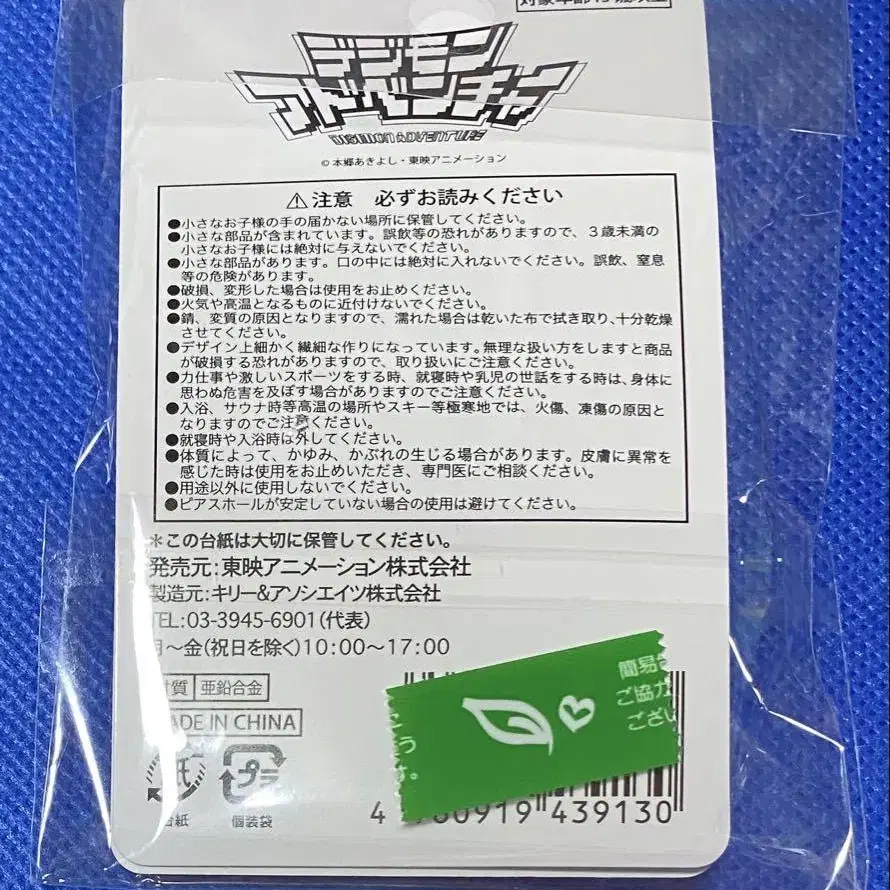 デジモン
アドベンチャー
DIGIMON ADVENTURE
©本郷あきよし・東映アニメーション
⚠注意 必ずお読みください
●小さなお子様の手の届かない場所に保管してください。
●小さな部品が含まれています。誤飲等の恐れがありますので、3歳未満の
小さなお子様には絶対に与えないでください。
●小さな部品があります。口の中には絶対に入れないでください。誤飲、窒息
等の危険があります。
●破損、変形した場合は使用をお止めください。
●火気や高温となるものに近付けないでください。
●錆、変質の原因となりますので、濡れた場合は乾いた布で拭き取り、十分乾燥
させてください。
●デザイン上細かく繊細な作りになっています。無理な扱い方をしますと商品
が破損する恐れがありますので、取り扱いにご注意ください。
●力仕事や激しいスポーツをする時、就寝時や乳児の世話をする時は、身体に
思わぬ危害を及ぼす場合がありますのでご注意ください。
●入浴、サウナ時等高温の場所やスキー等極寒地では、火傷、凍傷の原因と
なりますのでご注意ください。
●就寝時や入浴時は外してください。
●体質によって、かゆみ、かぶれの生じる場合があります。皮膚に異常を
感じた時は使用をお止めいただき、専門医にご相談ください。
●用途以外に使用しないでください。
●ピアスホールが安定していない場合の使用は避けてください。
＊この台紙は大切に保管してください。
発売元:東映アニメーション株式会社
製造元:キリー&アソシエイツ株式会社
TEL:03-3945-6901(代表)
月〜金(祝日を除く)10:00〜17:00
材質 亜鉛合金
MADE IN CHINA
紙
台紙
プラ
個装袋
簡易
ご協力
ござい
こう
す。
4 0919 439130